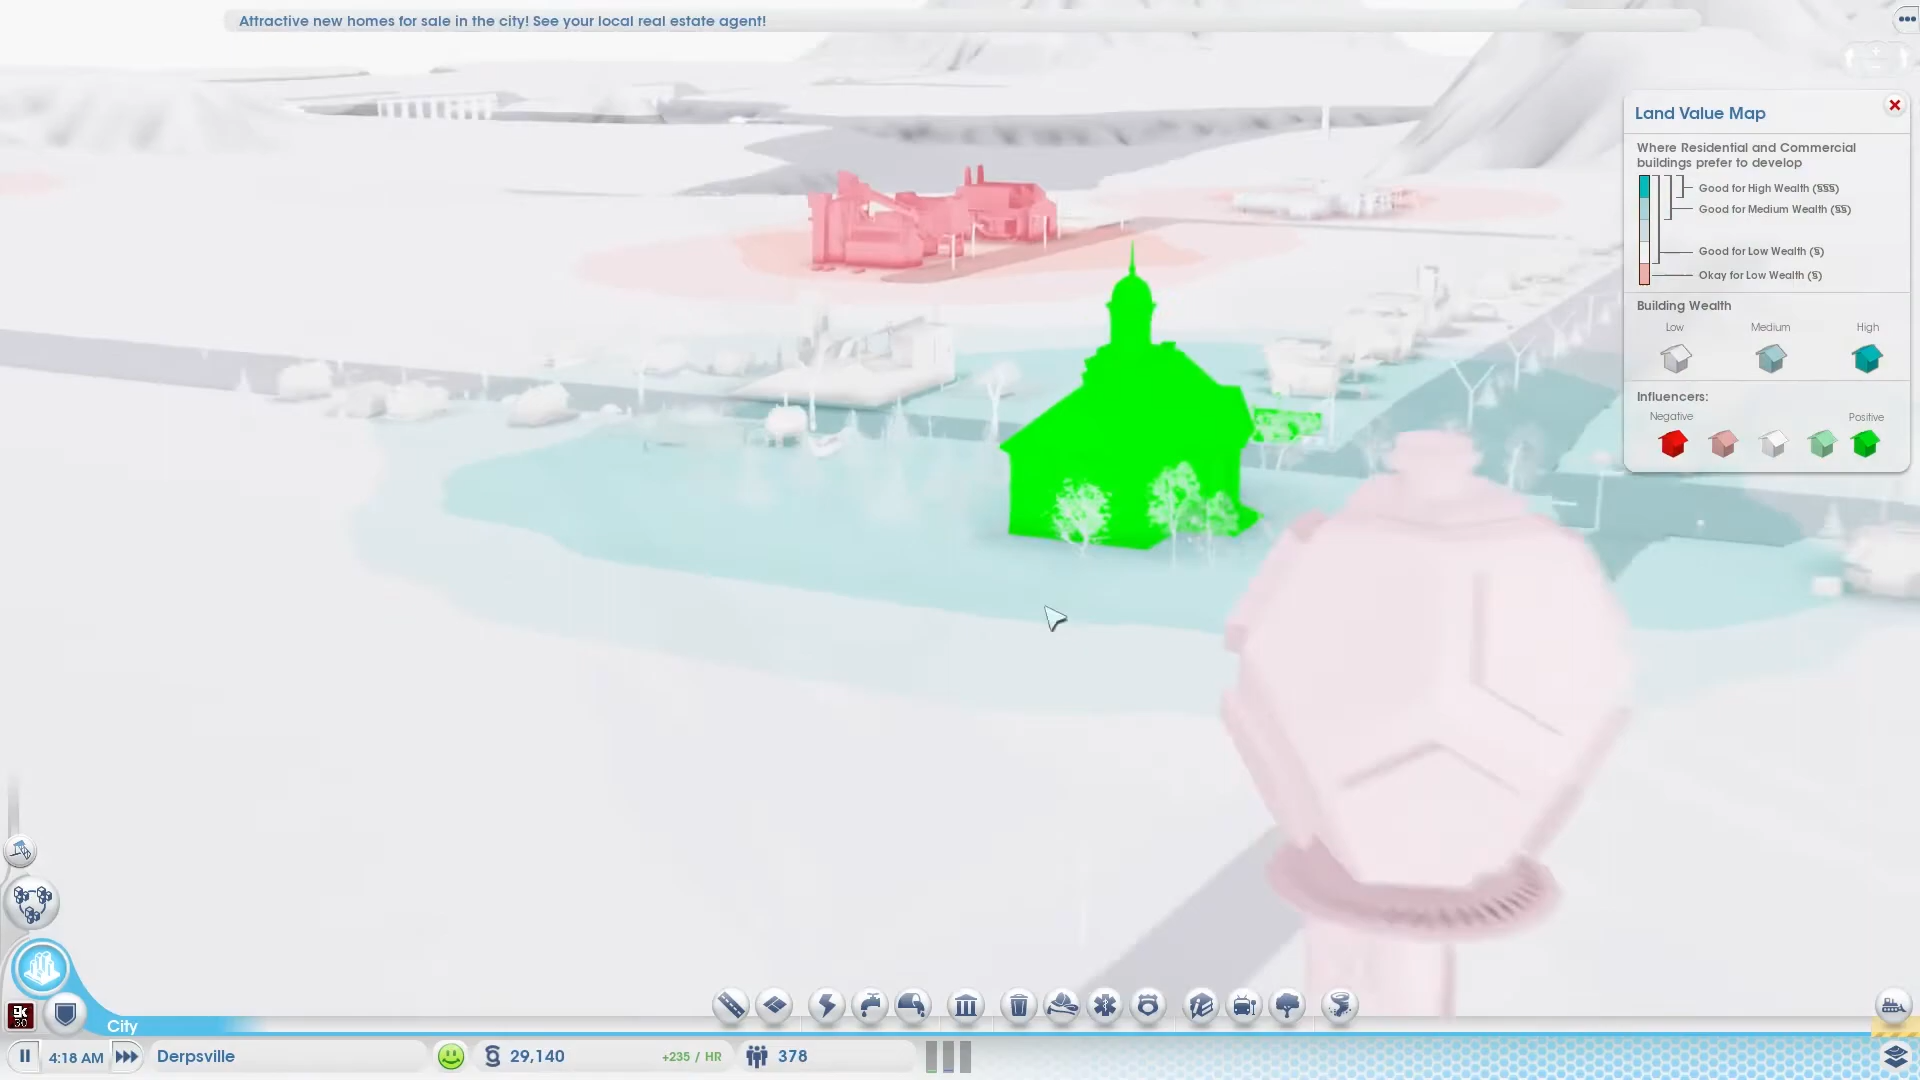 Attractive new homes for sale in the city! See your local real estate agent!
Land Value Map
Where Residential and Commercial
buildings prefer to develop
Good for High Wealth (§§§)
Good for Medium Wealth (§§)
Good for Low Wealth (§)
Okay for Low Wealth (§)
Building Wealth
Low Medium High
Influencers:
Negative Positive
30
City
4:18 AM Derpsville 29,140 +235 / HR 378